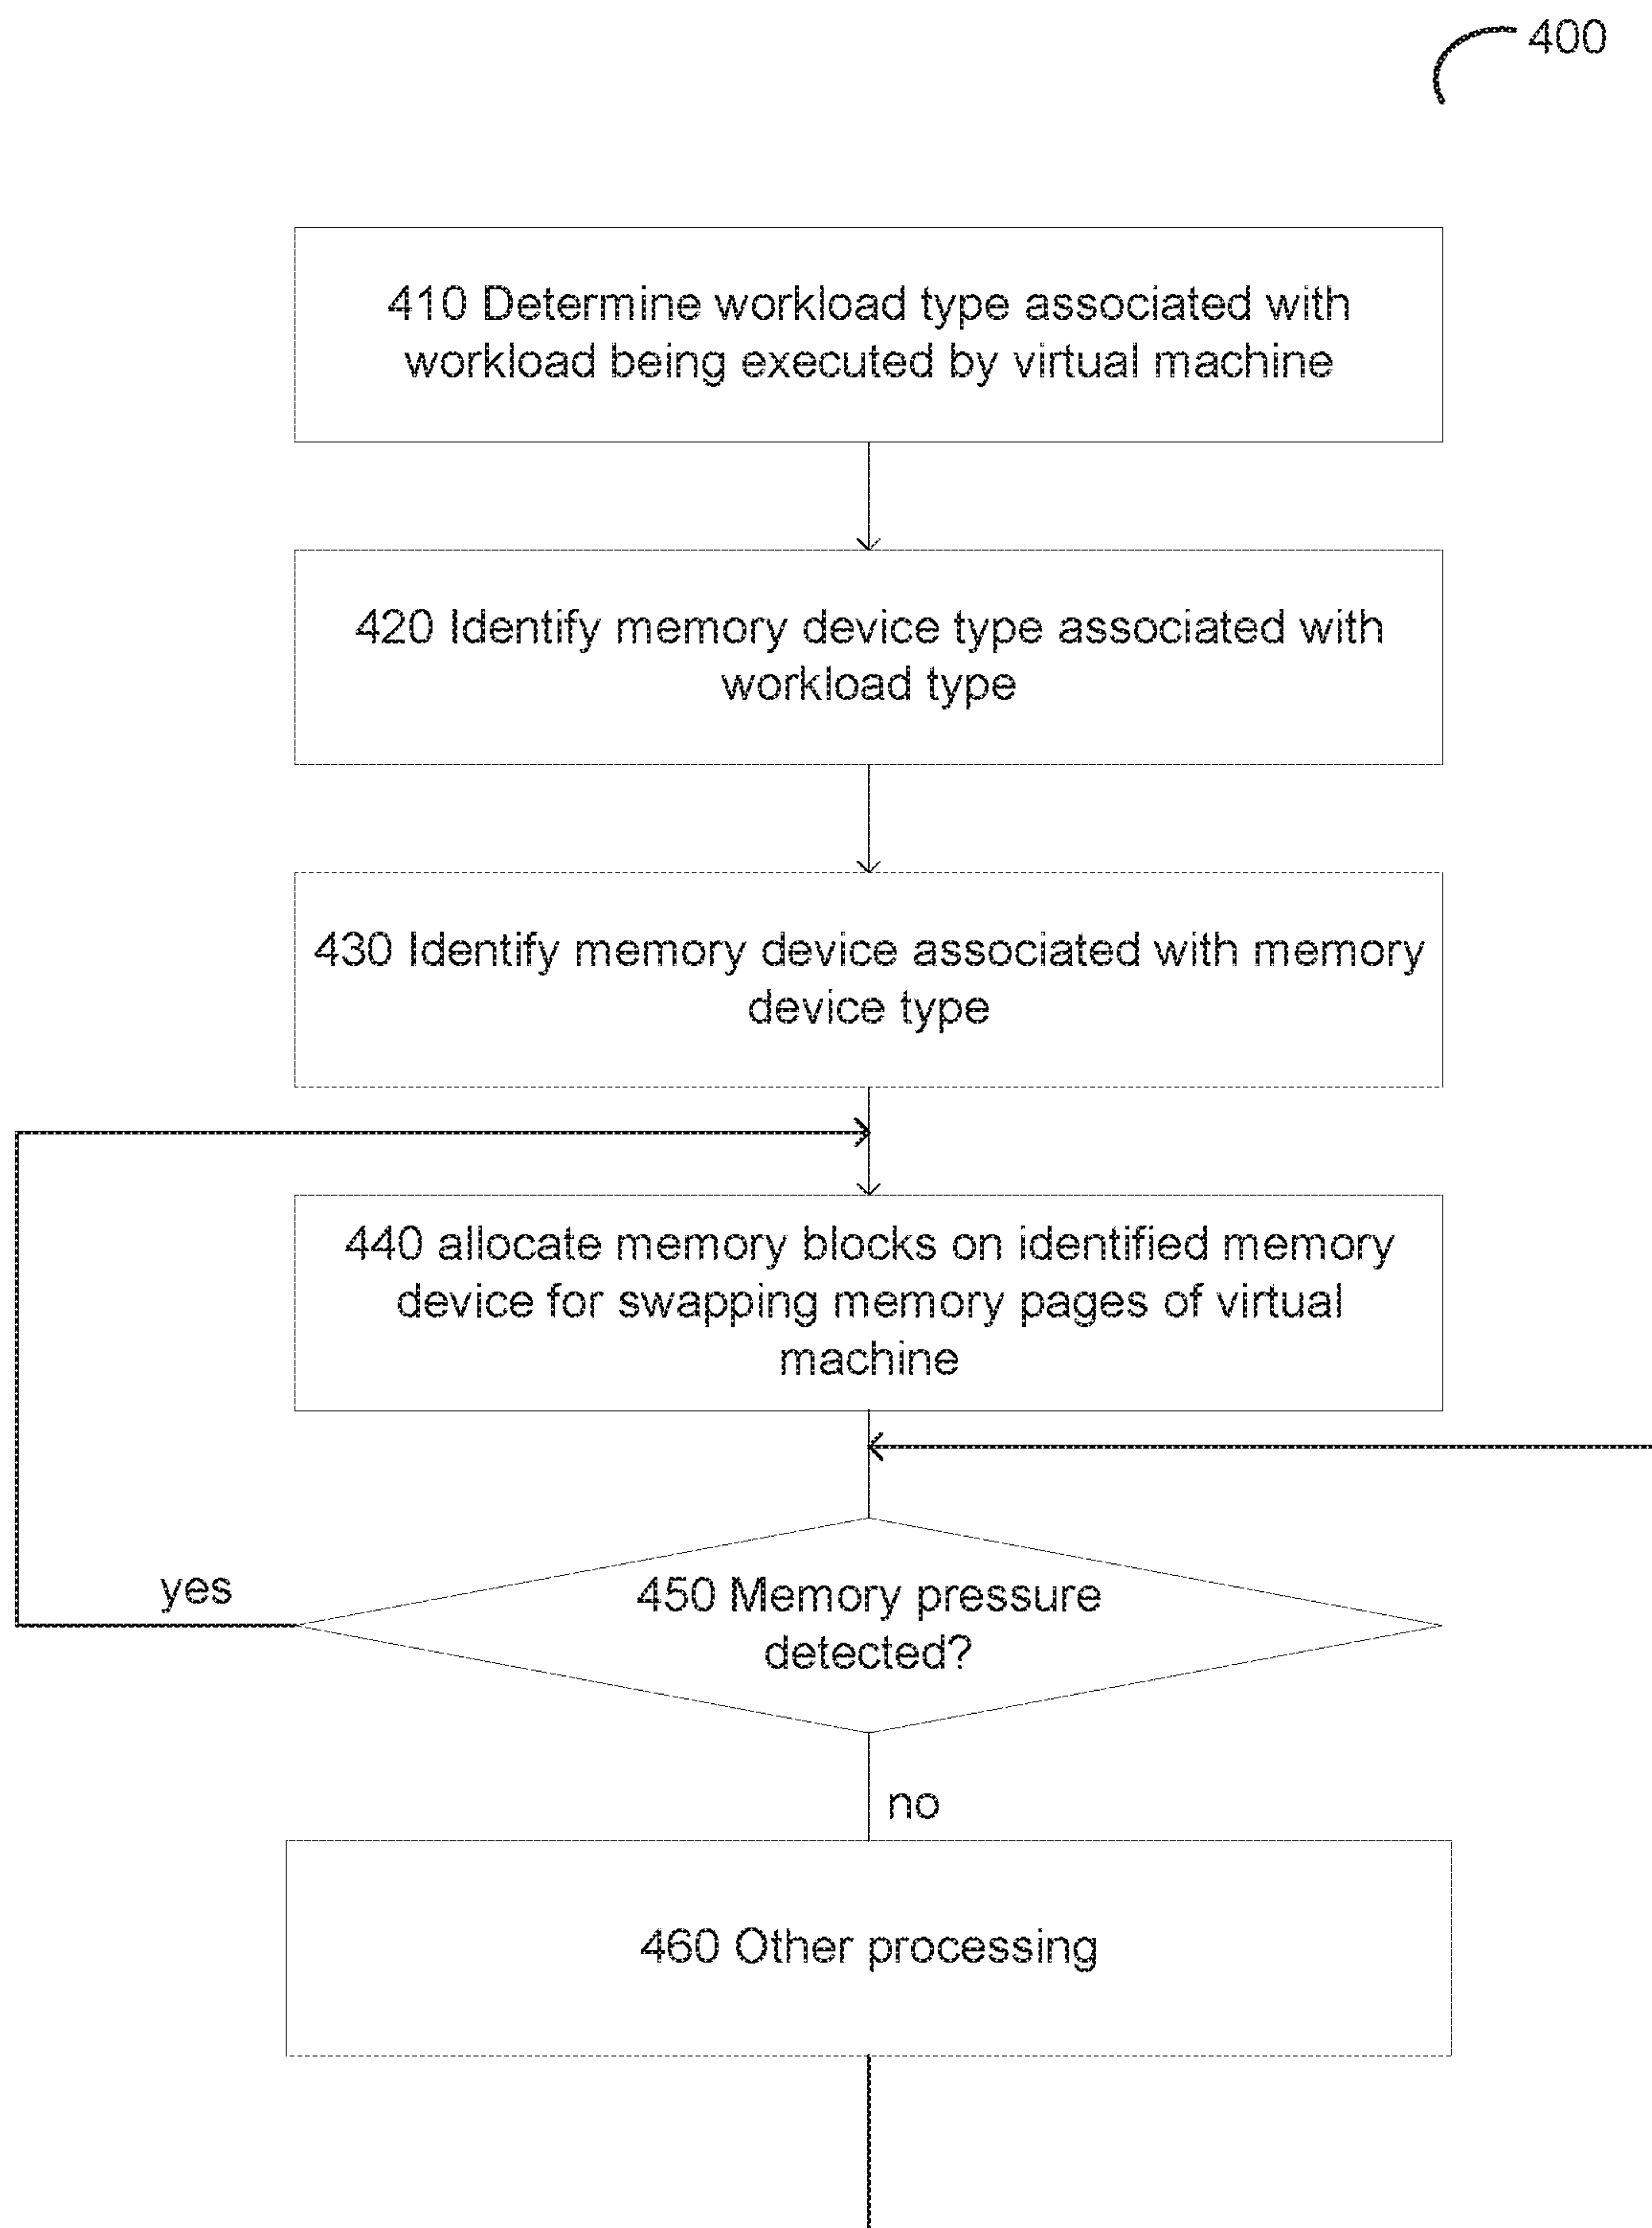 400
410 Determine workload type associated with
workload being executed by virtual machine
420 Identify memory device type associated with
workload type
430 Identify memory device associated with memory
device type
440 allocate memory blocks on identified memory
device for swapping memory pages of virtual
machine
yes
450 Memory pressure
detected?
no
460 Other processing